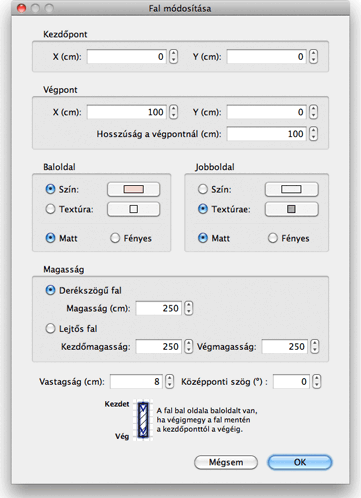 Fal módosítása
Kezdőpont
X (cm): 0 Y (cm): 0
Végpont
X (cm): 100 Y (cm): 0
Hosszúság a végpontnál (cm): 100
Baloldal Jobboldal
Szín: Szín:
Textúra: Textúrae:
Matt Fényes Matt Fényes
Magasság
Derékszögű fal
Magasság (cm): 250
Lejtős fal
Kezdőmagasság: 250 Végmagasság: 250
Vastagság (cm): 8 Középponti szög (°) : 0
Kezdet
Vég
A fal bal oldala baloldalt van,
ha végigmegy a fal mentén
a kezdőponttól a végéig.
Mégsem OK